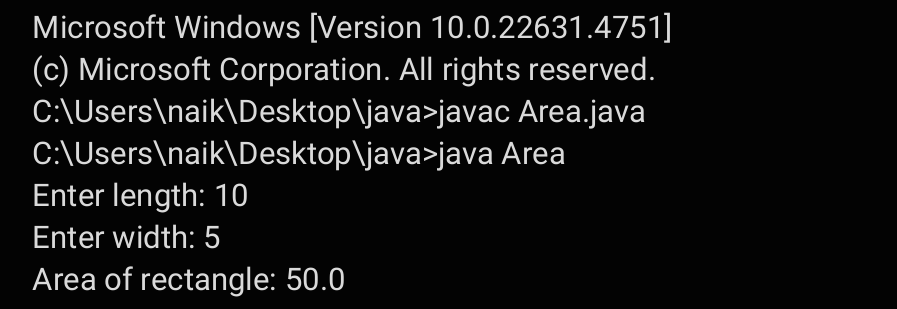 Microsoft Windows [Version 10.0.22631.4751]
(c) Microsoft Corporation. All rights reserved.
C:\Users\naik\Desktop\java>javac Area.java
C:\Users\naik\Desktop\java>java Area
Enter length: 10
Enter width: 5
Area of rectangle: 50.0